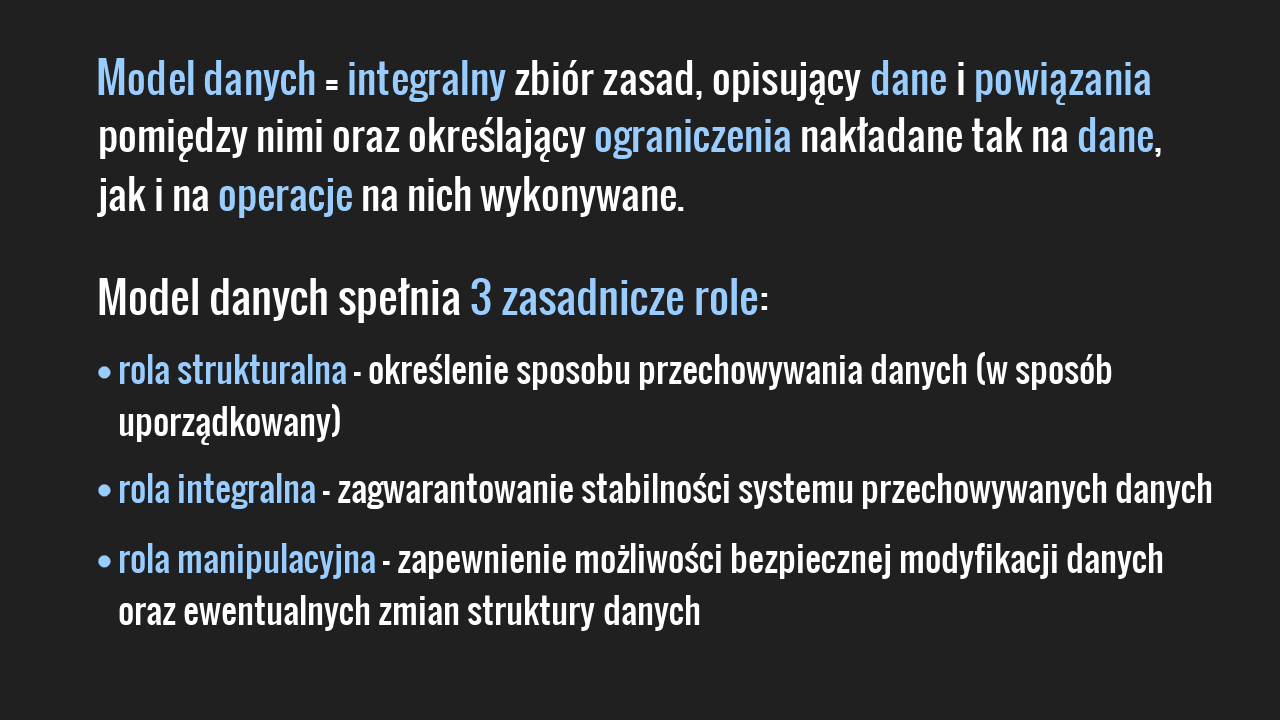 Model danych = integralny zbiór zasad, opisujący dane i powiązania
pomiędzy nimi oraz określający ograniczenia nakładane tak na dane,
jak i na operacje na nich wykonywane.
Model danych spełnia 3 zasadnicze role:
• rola strukturalna - określenie sposobu przechowywania danych (w sposób
uporządkowany)
• rola integralna - zagwarantowanie stabilności systemu przechowywanych danych
• rola manipulacyjna - zapewnienie możliwości bezpiecznej modyfikacji danych
oraz ewentualnych zmian struktury danych